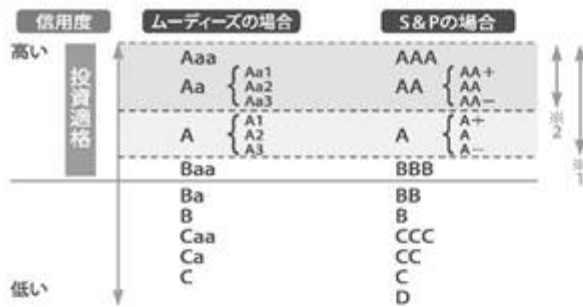 信用度 ムーディーズの場合 S&Pの場合
高い
投資適格
Aaa AAA
Aa Aa1 Aa2 Aa3 AA AA+ AA AA−
A A1 A2 A3 A A+ A A−
Baa BBB
Ba BB
B B
Caa CCC
Ca CC
C C
低い D
※2
※1